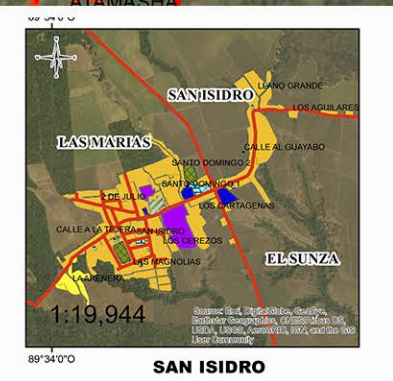 ATAMASHA
89°34'0"O
SAN ISIDRO
LLANO GRANDE
LOS AGUILARES
LAS MARIAS
CALLE AL GUAYABO
SANTO DOMINGO 2
SANTO DOMINGO 1
2 DE JULIO
LOS CARTAGENAS
CALLE A LA TEJERA
SAN ISIDRO
LOS CEREZOS
LAS MAGNOLIAS
EL SUNZA
LA ARENERA
1:19,944
Source: Esri, DigitalGlobe, GeoEye,
Earthstar Geographics, CNES/Airbus DS,
USDA, USGS, AeroGRID, IGN, and the GIS
User Community
89°34'0"O
SAN ISIDRO